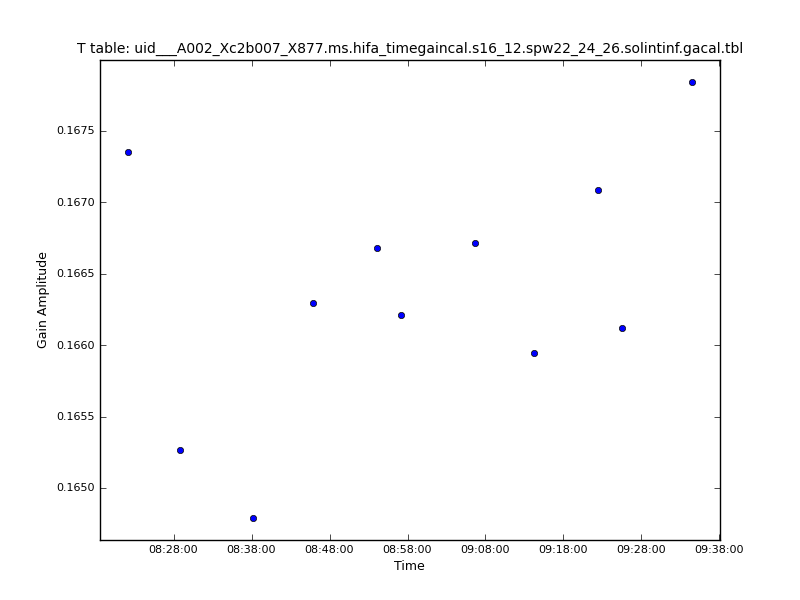 T table: uid___A002_Xc2b007_X877.ms.hifa_timegaincal.s16_12.spw22_24_26.solintinf.gacal.tbl
0.1675
0.1670
0.1665
0.1660
0.1655
0.1650
Gain Amplitude
08:28:00 08:38:00 08:48:00 08:58:00 09:08:00 09:18:00 09:28:00 09:38:00
Time